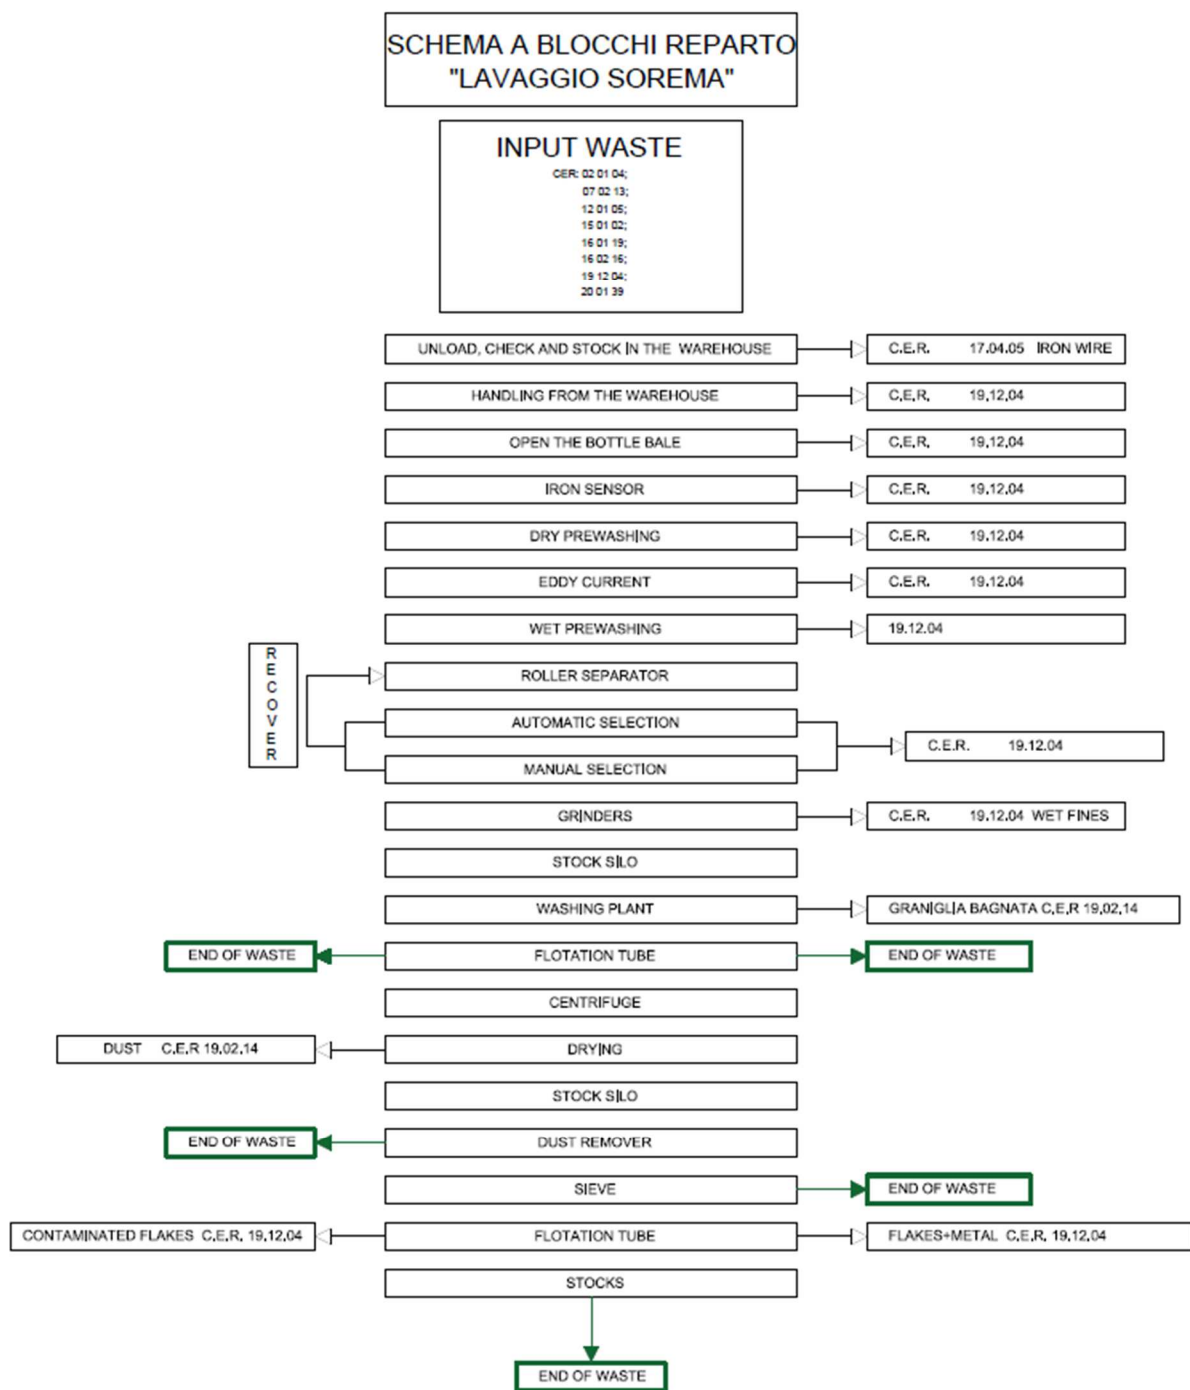 SCHEMA A BLOCCHI REPARTO
"LAVAGGIO SOREMA"
INPUT WASTE
CER: 02 01 04;
07 02 13;
12 01 05;
15 01 02;
16 01 19;
16 02 16;
19 12 04;
20 01 39
UNLOAD, CHECK AND STOCK IN THE WAREHOUSE
C.E.R. 17.04.05 IRON WIRE
HANDLING FROM THE WAREHOUSE
C.E.R. 19.12.04
OPEN THE BOTTLE BALE
C.E.R. 19.12.04
IRON SENSOR
C.E.R. 19.12.04
DRY PREWASHING
C.E.R. 19.12.04
EDDY CURRENT
C.E.R. 19.12.04
WET PREWASHING
19.12.04
RECOVER
ROLLER SEPARATOR
AUTOMATIC SELECTION
MANUAL SELECTION
C.E.R. 19.12.04
GRINDERS
C.E.R. 19.12.04 WET FINES
STOCK SILO
WASHING PLANT
GRANIGLIA BAGNATA C.E.R 19.02.14
END OF WASTE
FLOTATION TUBE
END OF WASTE
CENTRIFUGE
DUST C.E.R 19.02.14
DRYING
STOCK SILO
END OF WASTE
DUST REMOVER
SIEVE
END OF WASTE
CONTAMINATED FLAKES C.E.R. 19.12.04
FLOTATION TUBE
FLAKES+METAL C.E.R. 19.12.04
STOCKS
END OF WASTE